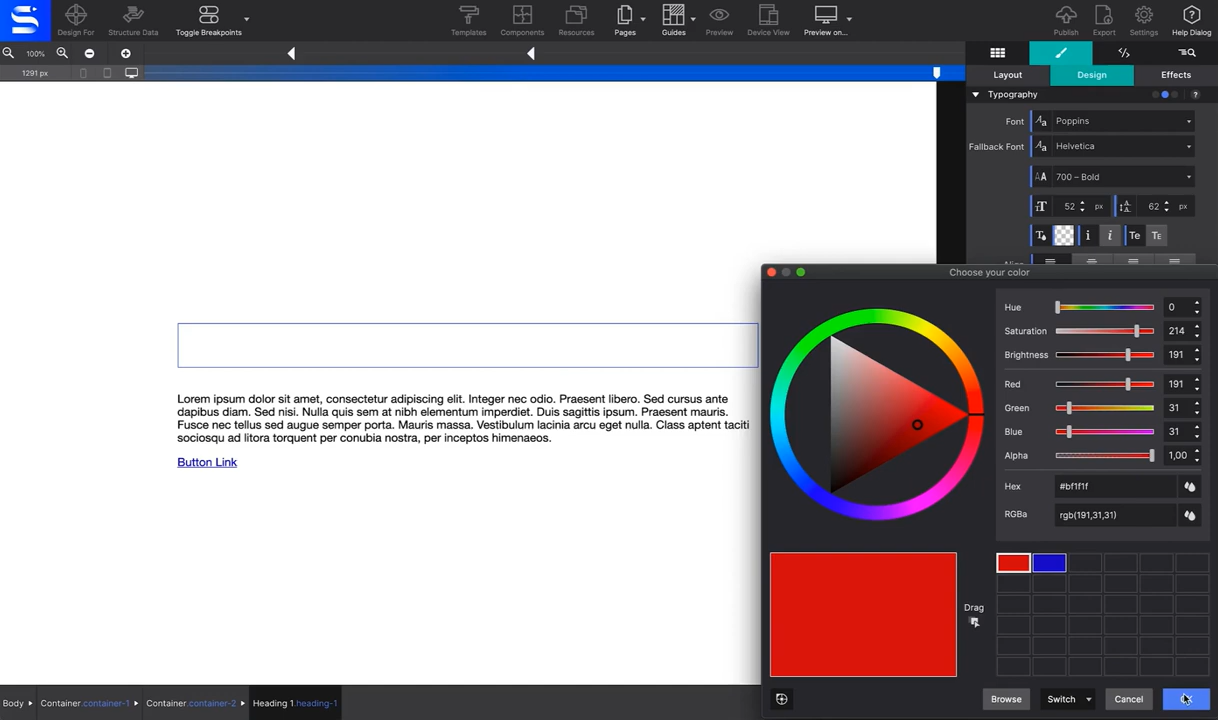 Design For
Structure Data
Toggle Breakpoints
Templates
Components
Resources
Pages
Guides
Preview
Device View
Preview on...
Publish
Export
Settings
Help Dialog
100%
1291 px
Layout
Design
Effects
Typography
?
Font
Poppins
Fallback Font
Helvetica
700 – Bold
52 px
62 px
Choose your color
Hue 0
Saturation 214
Brightness 191
Red 191
Green 31
Blue 31
Alpha 1,00
Hex #bf1f1f
RGBa rgb(191,31,31)
Drag
Browse
Switch
Cancel
Lorem ipsum dolor sit amet, consectetur adipiscing elit. Integer nec odio. Praesent libero. Sed cursus ante
dapibus diam. Sed nisi. Nulla quis sem at nibh elementum imperdiet. Duis sagittis ipsum. Praesent mauris.
Fusce nec tellus sed augue semper porta. Mauris massa. Vestibulum lacinia arcu eget nulla. Class aptent taciti
sociosqu ad litora torquent per conubia nostra, per inceptos himenaeos.
Button Link
Body
Container.container-1
Container.container-2
Heading 1.heading-1